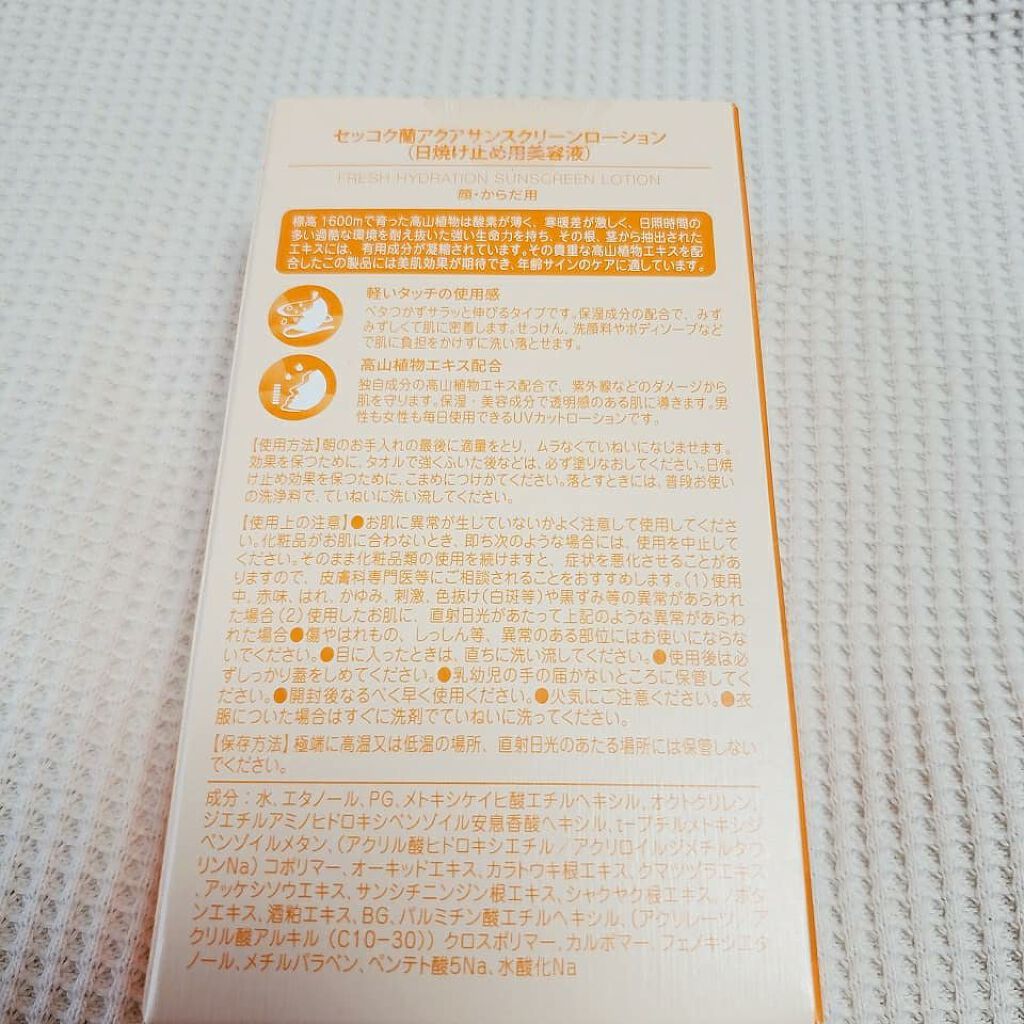 セッコク蘭アクアサンスクリーンローション
(日焼け止め用美容液)
FRESH HYDRATION SUNSCREEN LOTION
顔・からだ用
標高1600mで育った高山植物は酸素が薄く、寒暖差が激しく、日照時間の
多い過酷な環境を耐え抜いた強い生命力を持ち、その根、茎から抽出された
エキスには、有用成分が凝縮されています。その貴重な高山植物エキスを配
合したこの製品には美肌効果が期待でき、年齢サインのケアに適しています。
軽いタッチの使用感
ベタつかずサラッと伸びるタイプです。保湿成分の配合で、みず
みずしくて肌に密着します。せっけん、洗顔料やボディソープなど
で肌に負担をかけずに洗い落とせます。
高山植物エキス配合
独自成分の高山植物エキス配合で、紫外線などのダメージから
肌を守ります。保湿・美容成分で透明感のある肌に導きます。男
性も女性も毎日使用できるUVカットローションです。
【使用方法】朝のお手入れの最後に適量をとり、ムラなくていねいになじませます。
効果を保つために、タオルで強くふいた後などは、必ず塗りなおしてください。日焼
け止め効果を保つために、こまめにつけてください。落とすときには、普段お使い
の洗浄料で、ていねいに洗い流してください。
【使用上の注意】●お肌に異常が生じていないかよく注意して使用してくださ
い。化粧品がお肌に合わないとき、即ち次のような場合には、使用を中止して
ください。そのまま化粧品類の使用を続けますと、症状を悪化させることがあ
りますので、皮膚科専門医等にご相談されることをおすすめします。(1)使用
中、赤味、はれ、かゆみ、刺激、色抜け(白斑等)や黒ずみ等の異常があらわれ
た場合(2)使用したお肌に、直射日光があたって上記のような異常があらわ
れた場合●傷やはれもの、しっしん等、異常のある部位にはお使いにならな
いでください。●目に入ったときは、直ちに洗い流してください。●使用後は必
ずしっかり蓋をしめてください。●乳幼児の手の届かないところに保管してく
ださい。●開封後なるべく早く使用ください。●火気にご注意ください。●衣
服についた場合はすぐに洗剤でていねいに洗ってください。
【保存方法】極端に高温又は低温の場所、直射日光のあたる場所には保管しない
でください。
成分:水、エタノール、PG、メトキシケイヒ酸エチルヘキシル、オクトクリレン、
ジエチルアミノヒドロキシベンゾイル安息香酸ヘキシル、t-ブチルメトキシジ
ベンゾイルメタン、(アクリル酸ヒドロキシエチル/アクリロイルジメチルタウ
リンNa)コポリマー、オーキッドエキス、カラトウキ根エキス、クマツヅラエキス、
アッケシソウエキス、サンシチニンジン根エキス、シャクヤク根エキス、ノボタ
ンエキス、酒粕エキス、BG、パルミチン酸エチルヘキシル、(アクリレーツ/ア
クリル酸アルキル(C10-30))クロスポリマー、カルボマー、フェノキシエタ
ノール、メチルパラベン、ペンテト酸5Na、水酸化Na